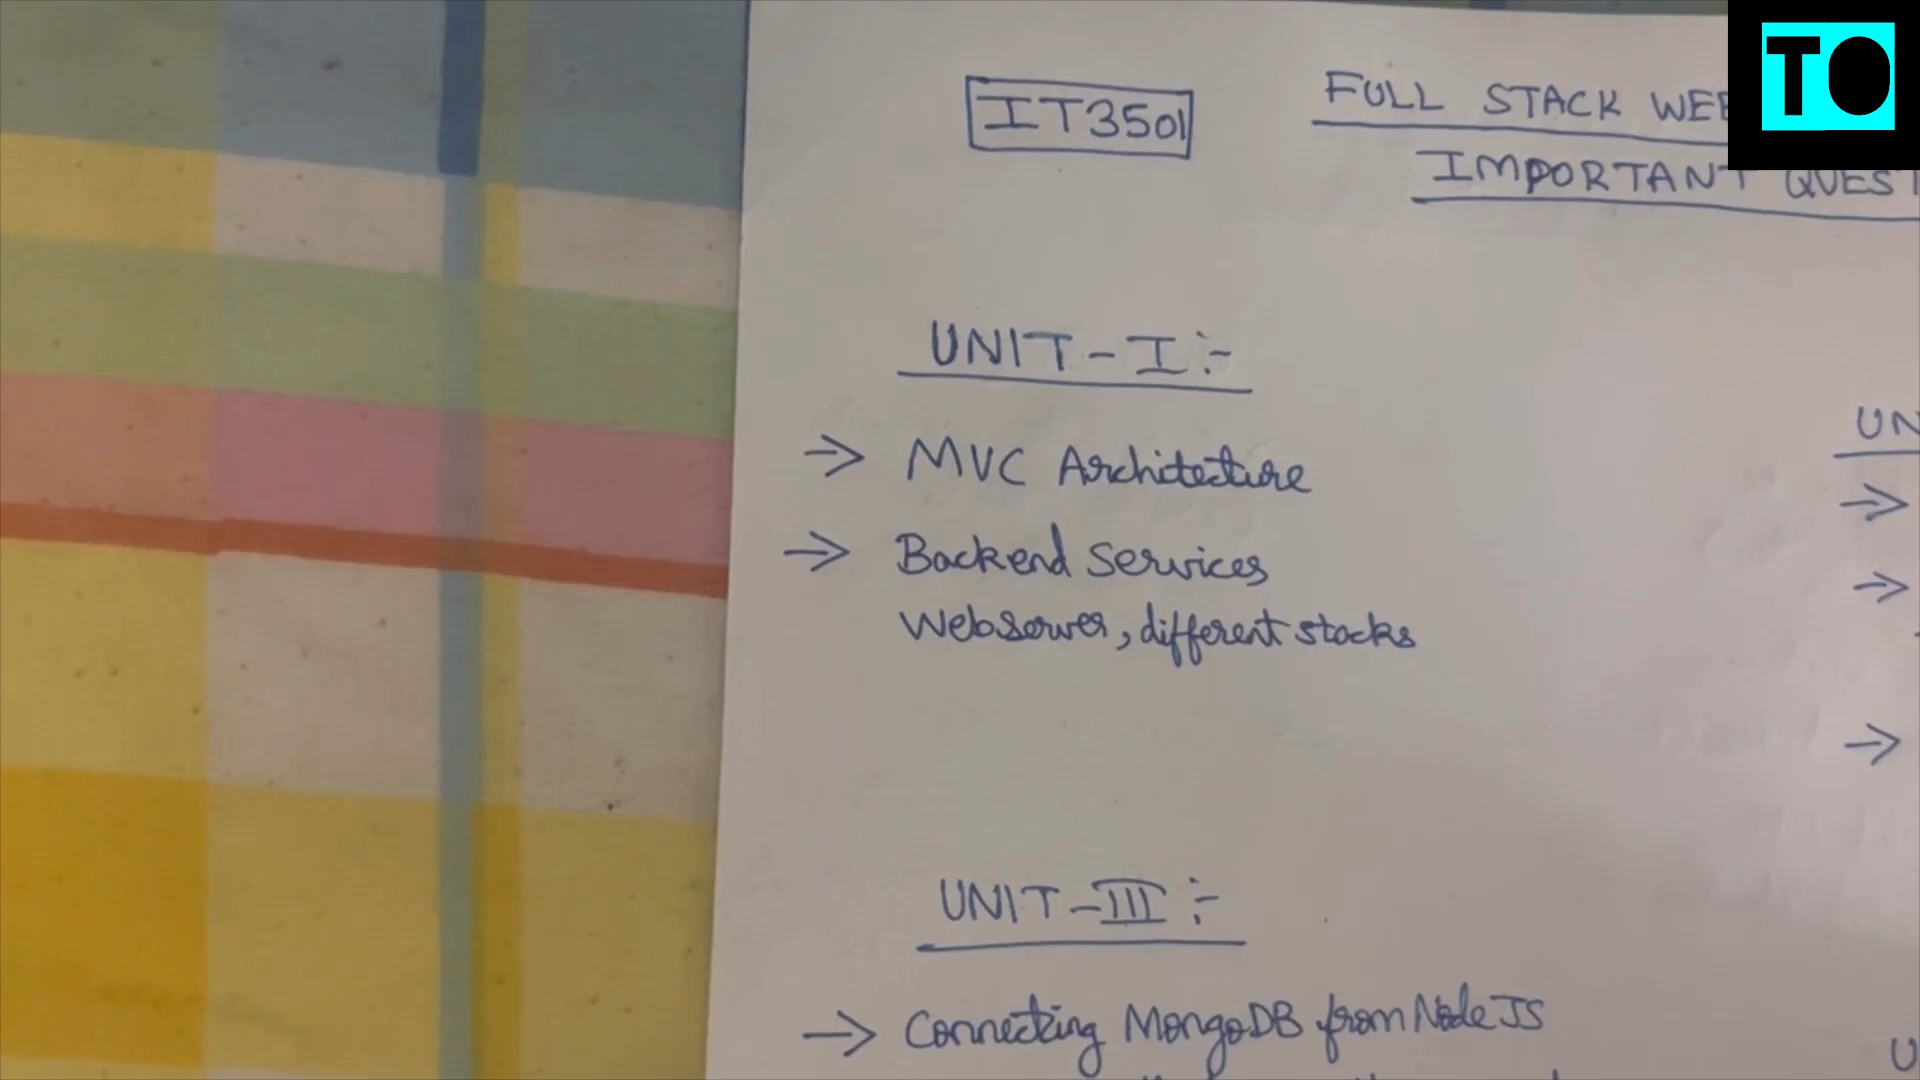 TO
IT3501
FULL STACK WEB
IMPORTANT QUEST
UNIT-I :-
→ MVC Architecture
→ Backend Services
Webserver, different stacks
UN
→
→
→
UNIT-III :-
→ Connecting MongoDB from NodeJS
U